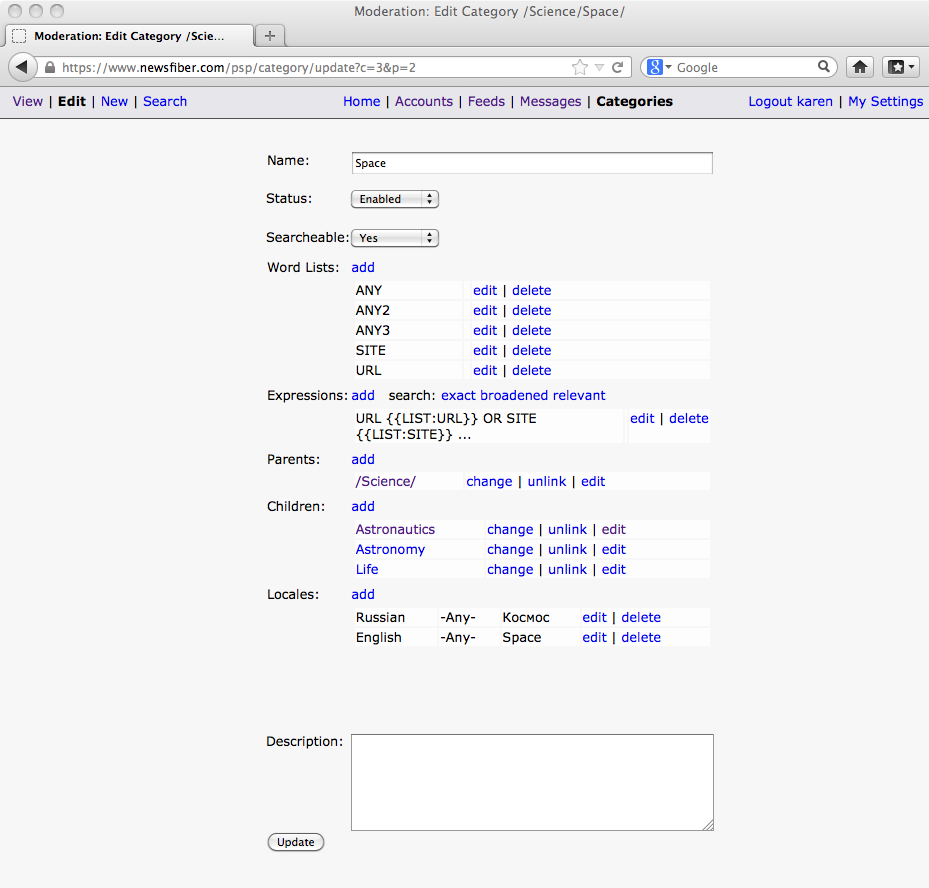 Moderation: Edit Category /Science/Space/
Moderation: Edit Category /Scie...
https://www.newsfiber.com/psp/category/update?c=3&p=2
Google
View | Edit | New | Search
Home | Accounts | Feeds | Messages | Categories
Logout karen | My Settings
Name: Space
Status: Enabled
Searcheable: Yes
Word Lists: add
ANY edit | delete
ANY2 edit | delete
ANY3 edit | delete
SITE edit | delete
URL edit | delete
Expressions: add search: exact broadened relevant
URL {{LIST:URL}} OR SITE edit | delete
{{LIST:SITE}} ...
Parents: add
/Science/ change | unlink | edit
Children: add
Astronautics change | unlink | edit
Astronomy change | unlink | edit
Life change | unlink | edit
Locales: add
Russian -Any- Космос edit | delete
English -Any- Space edit | delete
Description:
Update